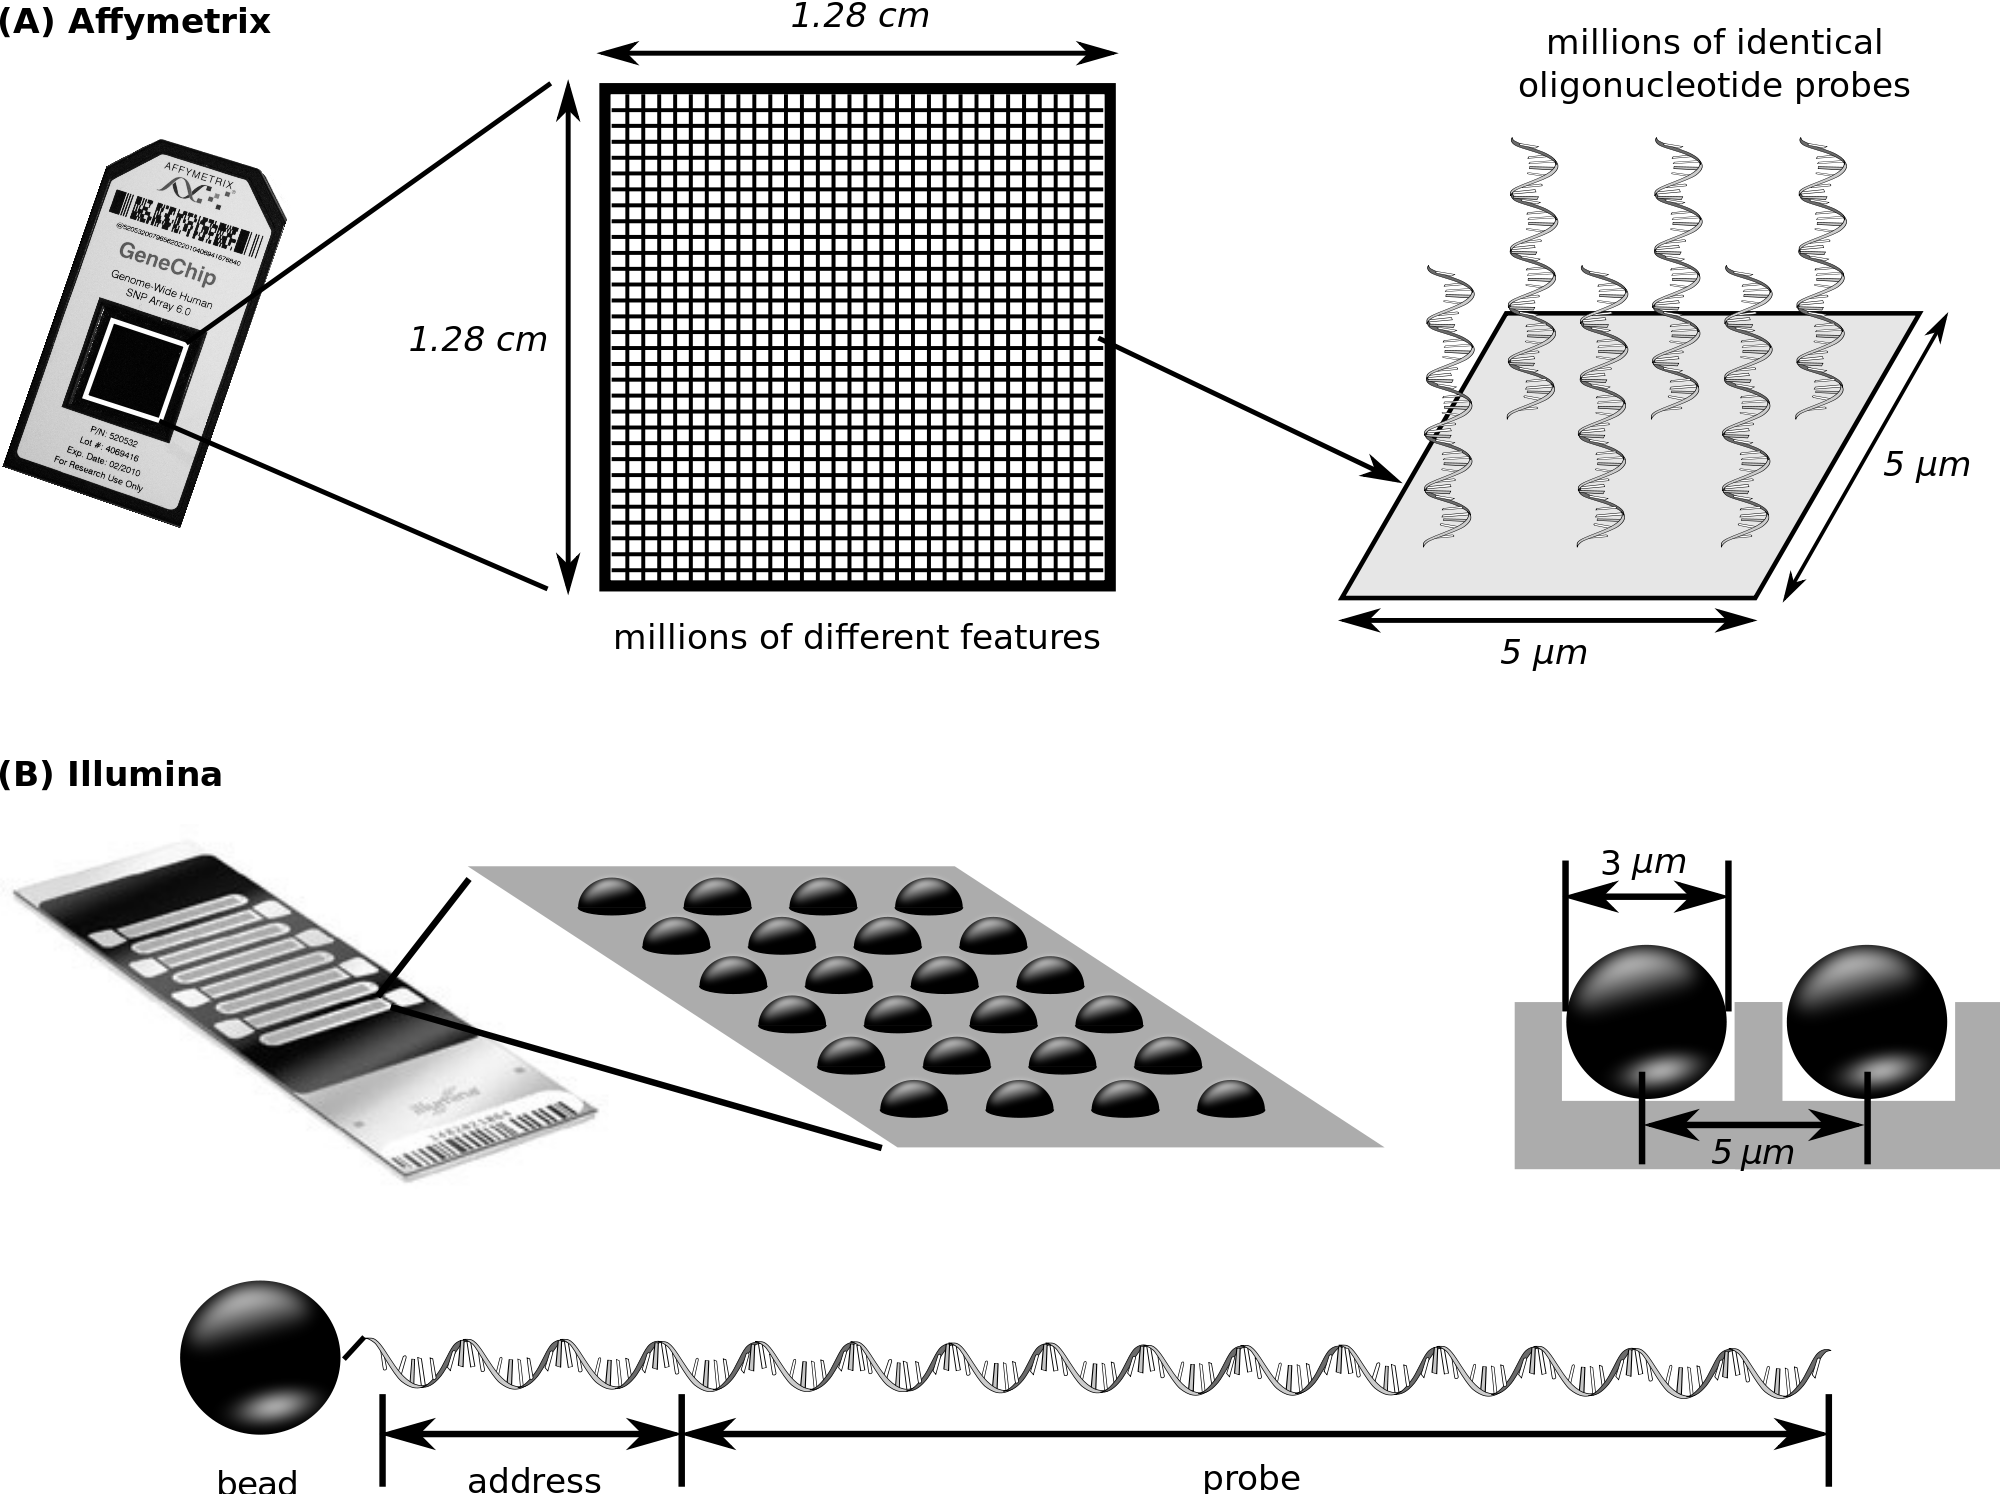 (A) Affymetrix
1.28 cm
millions of identical
oligonucleotide probes
AFFYMETRIX
GeneChip
Genome-Wide Human
SNP Array 6.0
1.28 cm
P/N: 520532
Lot #: 4069416
Exp. Date: 02/2010
For Research Use Only
5 µm
millions of different features
5 µm
(B) Illumina
3 µm
illumina
5 µm
bead
address
probe